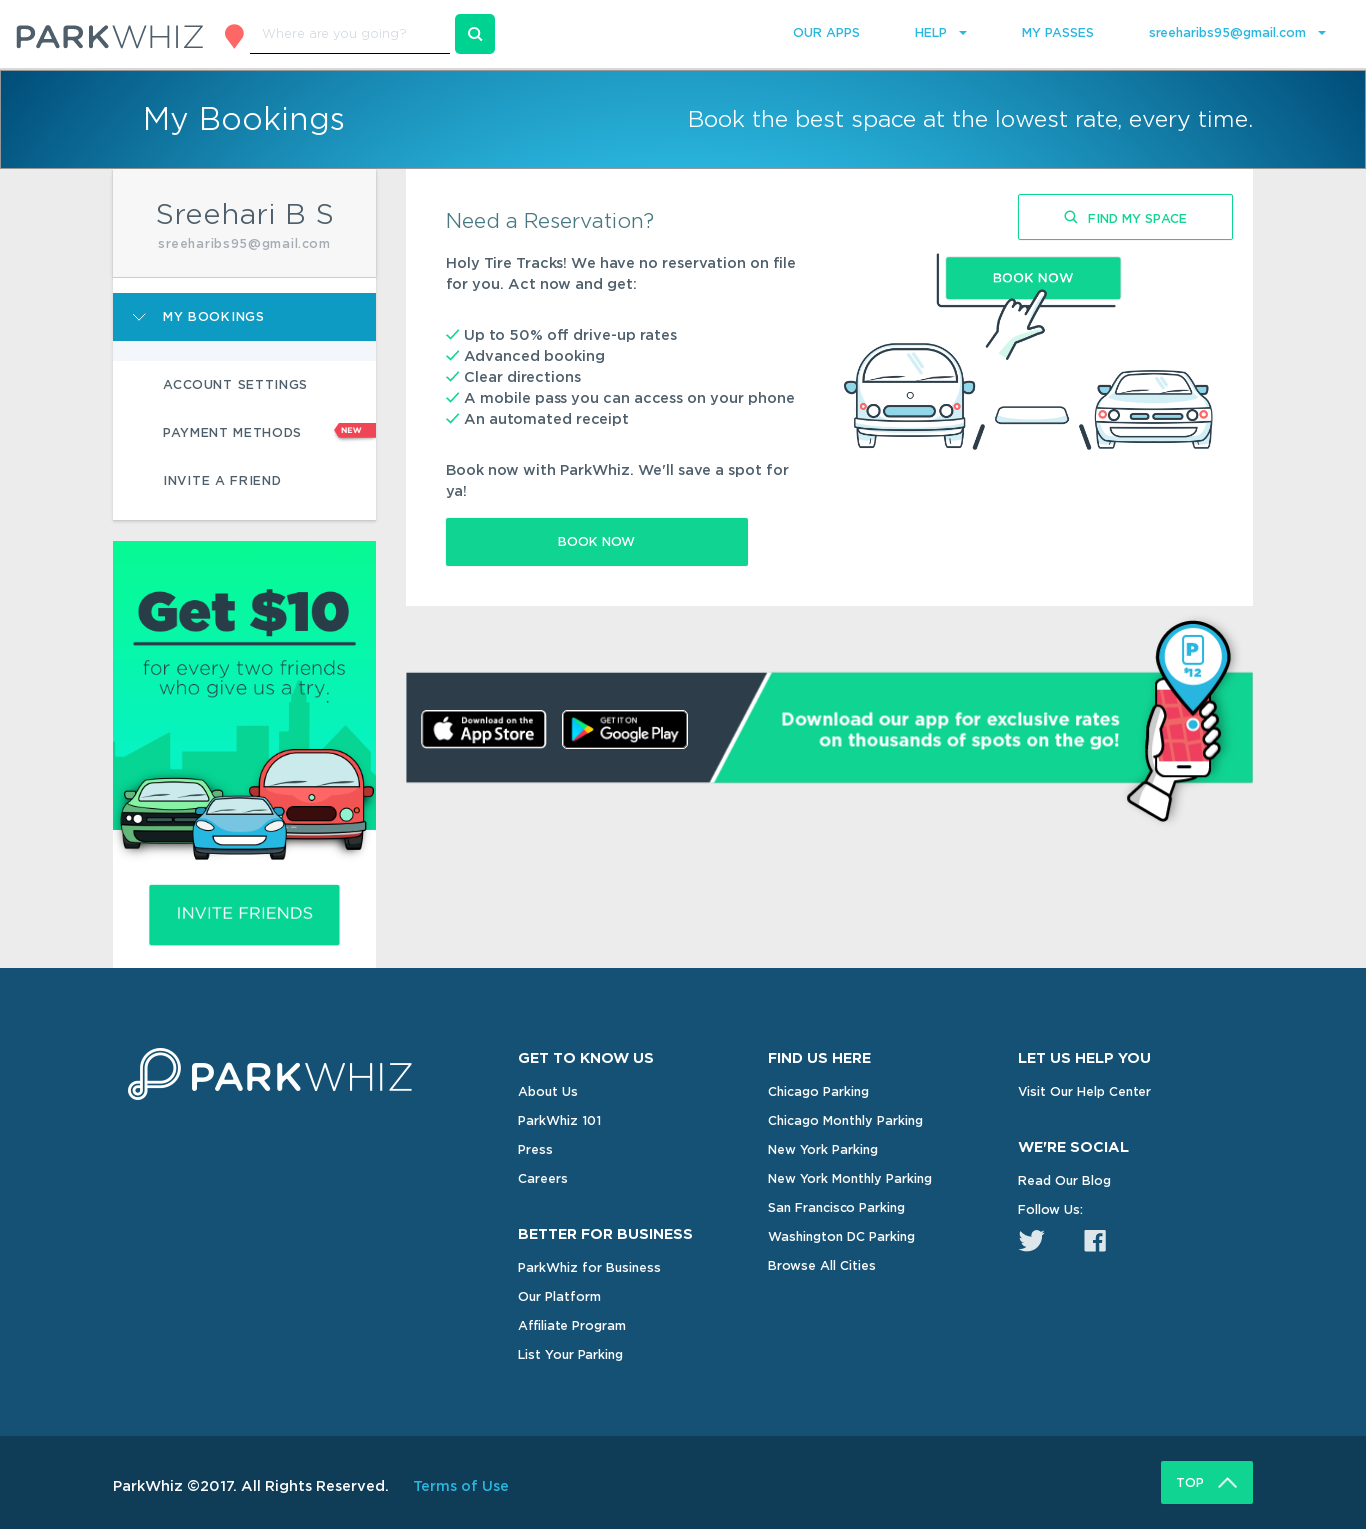 PARKWHIZ
Where are you going?
OUR APPS
HELP
MY PASSES
sreeharibs95@gmail.com
My Bookings
Book the best space at the lowest rate, every time.
Sreehari B S
sreeharibs95@gmail.com
MY BOOKINGS
ACCOUNT SETTINGS
PAYMENT METHODS
NEW
INVITE A FRIEND
Get $10
for every two friends
who give us a try.
INVITE FRIENDS
Need a Reservation?
FIND MY SPACE
Holy Tire Tracks! We have no reservation on file
for you. Act now and get:
BOOK NOW
Up to 50% off drive-up rates
Advanced booking
Clear directions
A mobile pass you can access on your phone
An automated receipt
Book now with ParkWhiz. We'll save a spot for
ya!
BOOK NOW
Download on the
App Store
GET IT ON
Google Play
Download our app for exclusive rates
on thousands of spots on the go!
P
$12
PARKWHIZ
GET TO KNOW US
About Us
ParkWhiz 101
Press
Careers
BETTER FOR BUSINESS
ParkWhiz for Business
Our Platform
Affiliate Program
List Your Parking
FIND US HERE
Chicago Parking
Chicago Monthly Parking
New York Parking
New York Monthly Parking
San Francisco Parking
Washington DC Parking
Browse All Cities
LET US HELP YOU
Visit Our Help Center
WE'RE SOCIAL
Read Our Blog
Follow Us:
ParkWhiz ©2017. All Rights Reserved.
Terms of Use
TOP